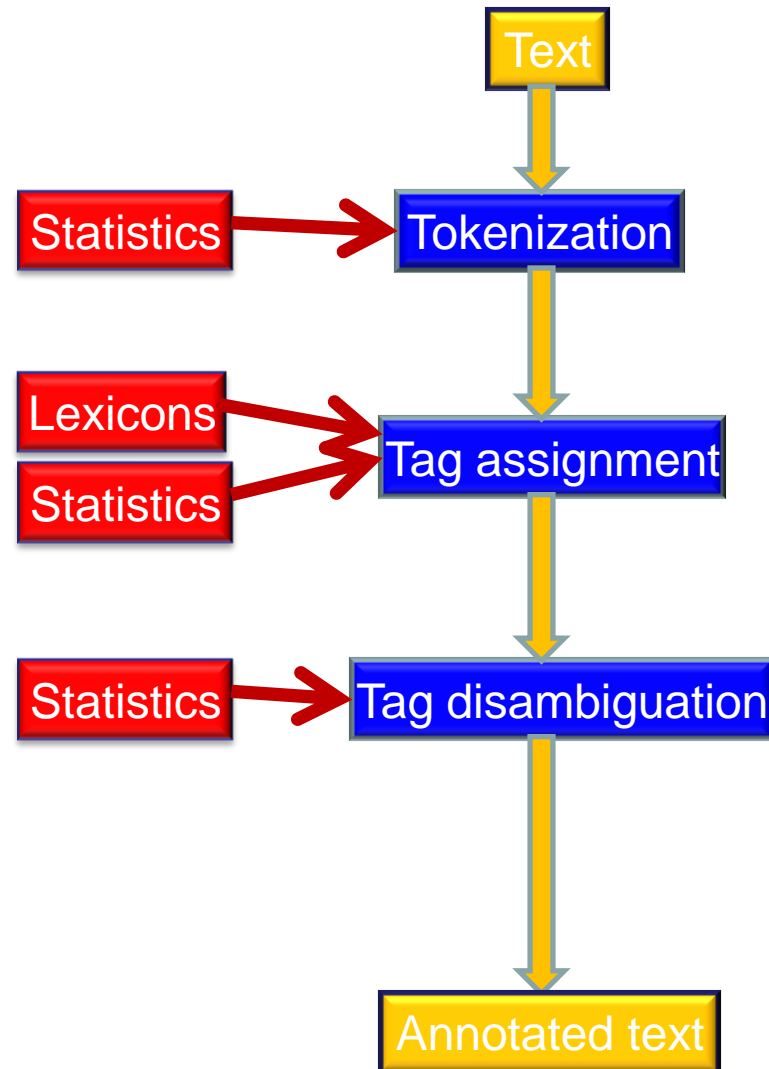 Text
Statistics
Tokenization
Lexicons
Statistics
Tag assignment
Statistics
Tag disambiguation
Annotated text